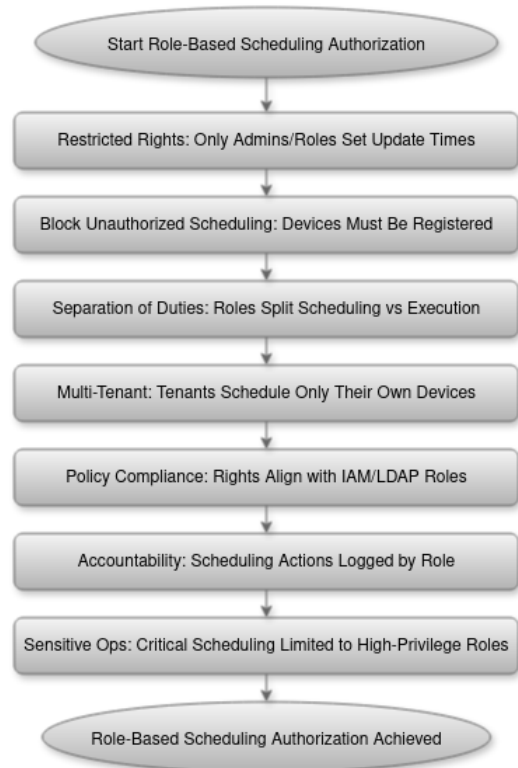 Start Role-Based Scheduling Authorization
Restricted Rights: Only Admins/Roles Set Update Times
Block Unauthorized Scheduling: Devices Must Be Registered
Separation of Duties: Roles Split Scheduling vs Execution
Multi-Tenant: Tenants Schedule Only Their Own Devices
Policy Compliance: Rights Align with IAM/LDAP Roles
Accountability: Scheduling Actions Logged by Role
Sensitive Ops: Critical Scheduling Limited to High-Privilege Roles
Role-Based Scheduling Authorization Achieved